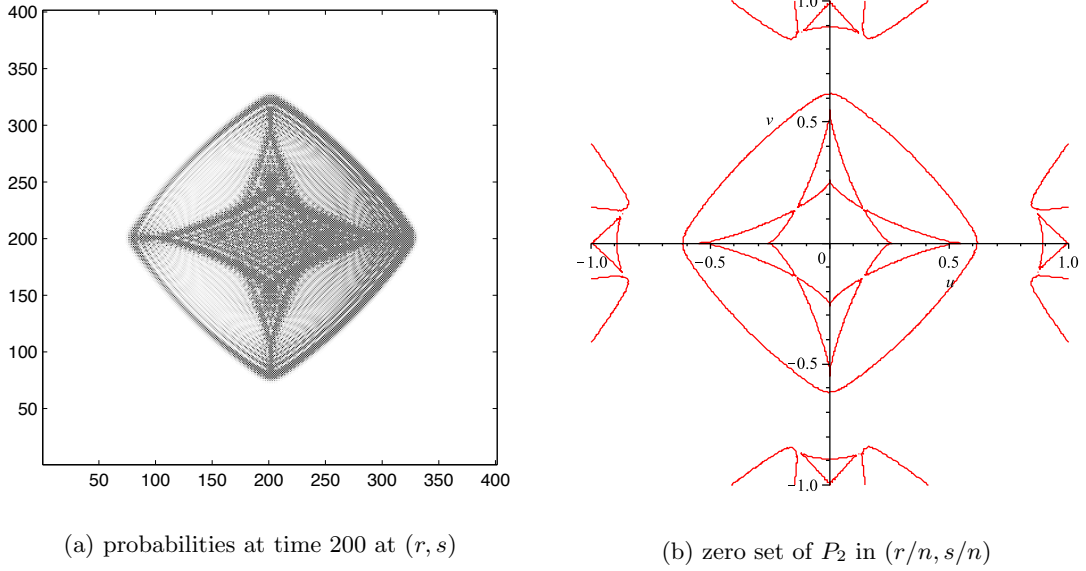 400
350
300
250
200
150
100
50
50 100 150 200 250 300 350 400
(a) probabilities at time 200 at (r, s)
1.0
v
0.5
−1.0 −0.5 0 0.5 1.0
u
−0.5
−1.0
(b) zero set of P₂ in (r/n, s/n)